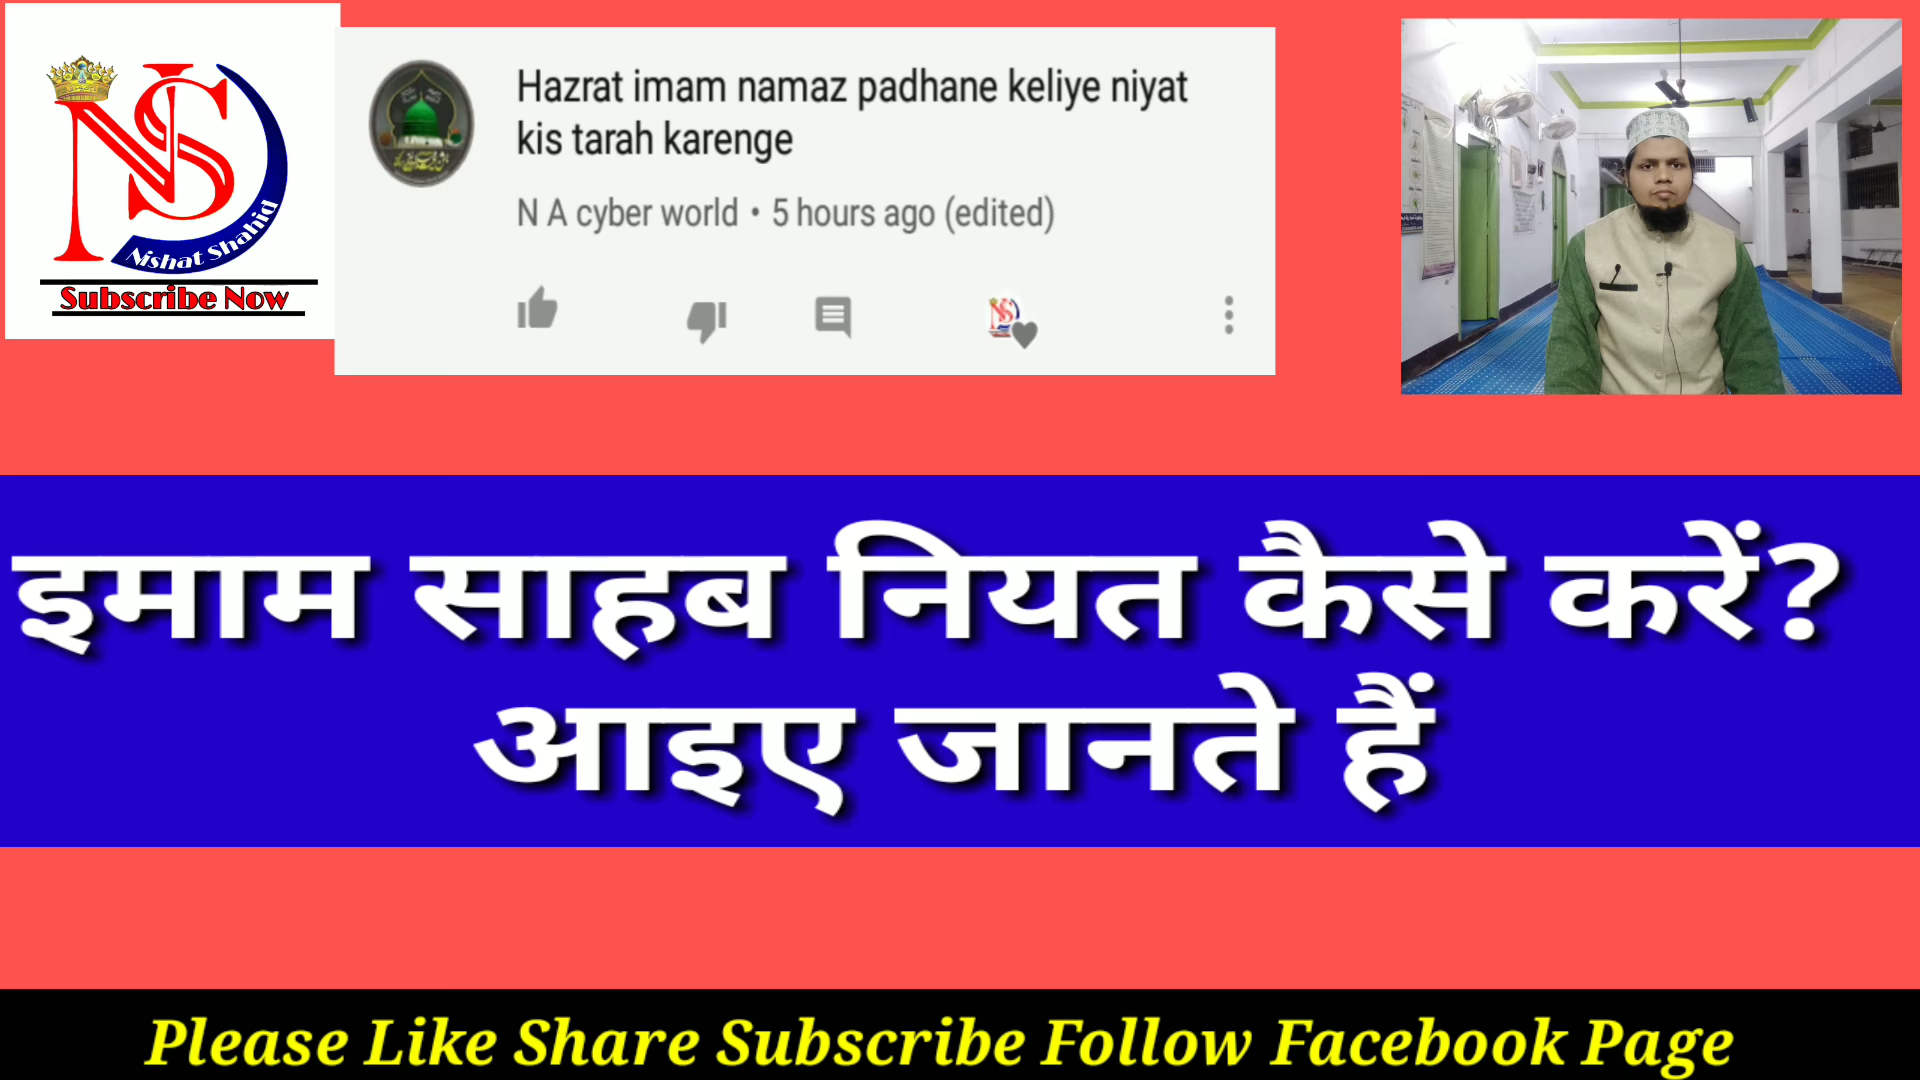 NS
Nishat Shahid
Subscribe Now
Hazrat imam namaz padhane keliye niyat
kis tarah karenge
N A cyber world • 5 hours ago (edited)
इमाम साहब नियत कैसे करें?
आइए जानते हैं
Please Like Share Subscribe Follow Facebook Page